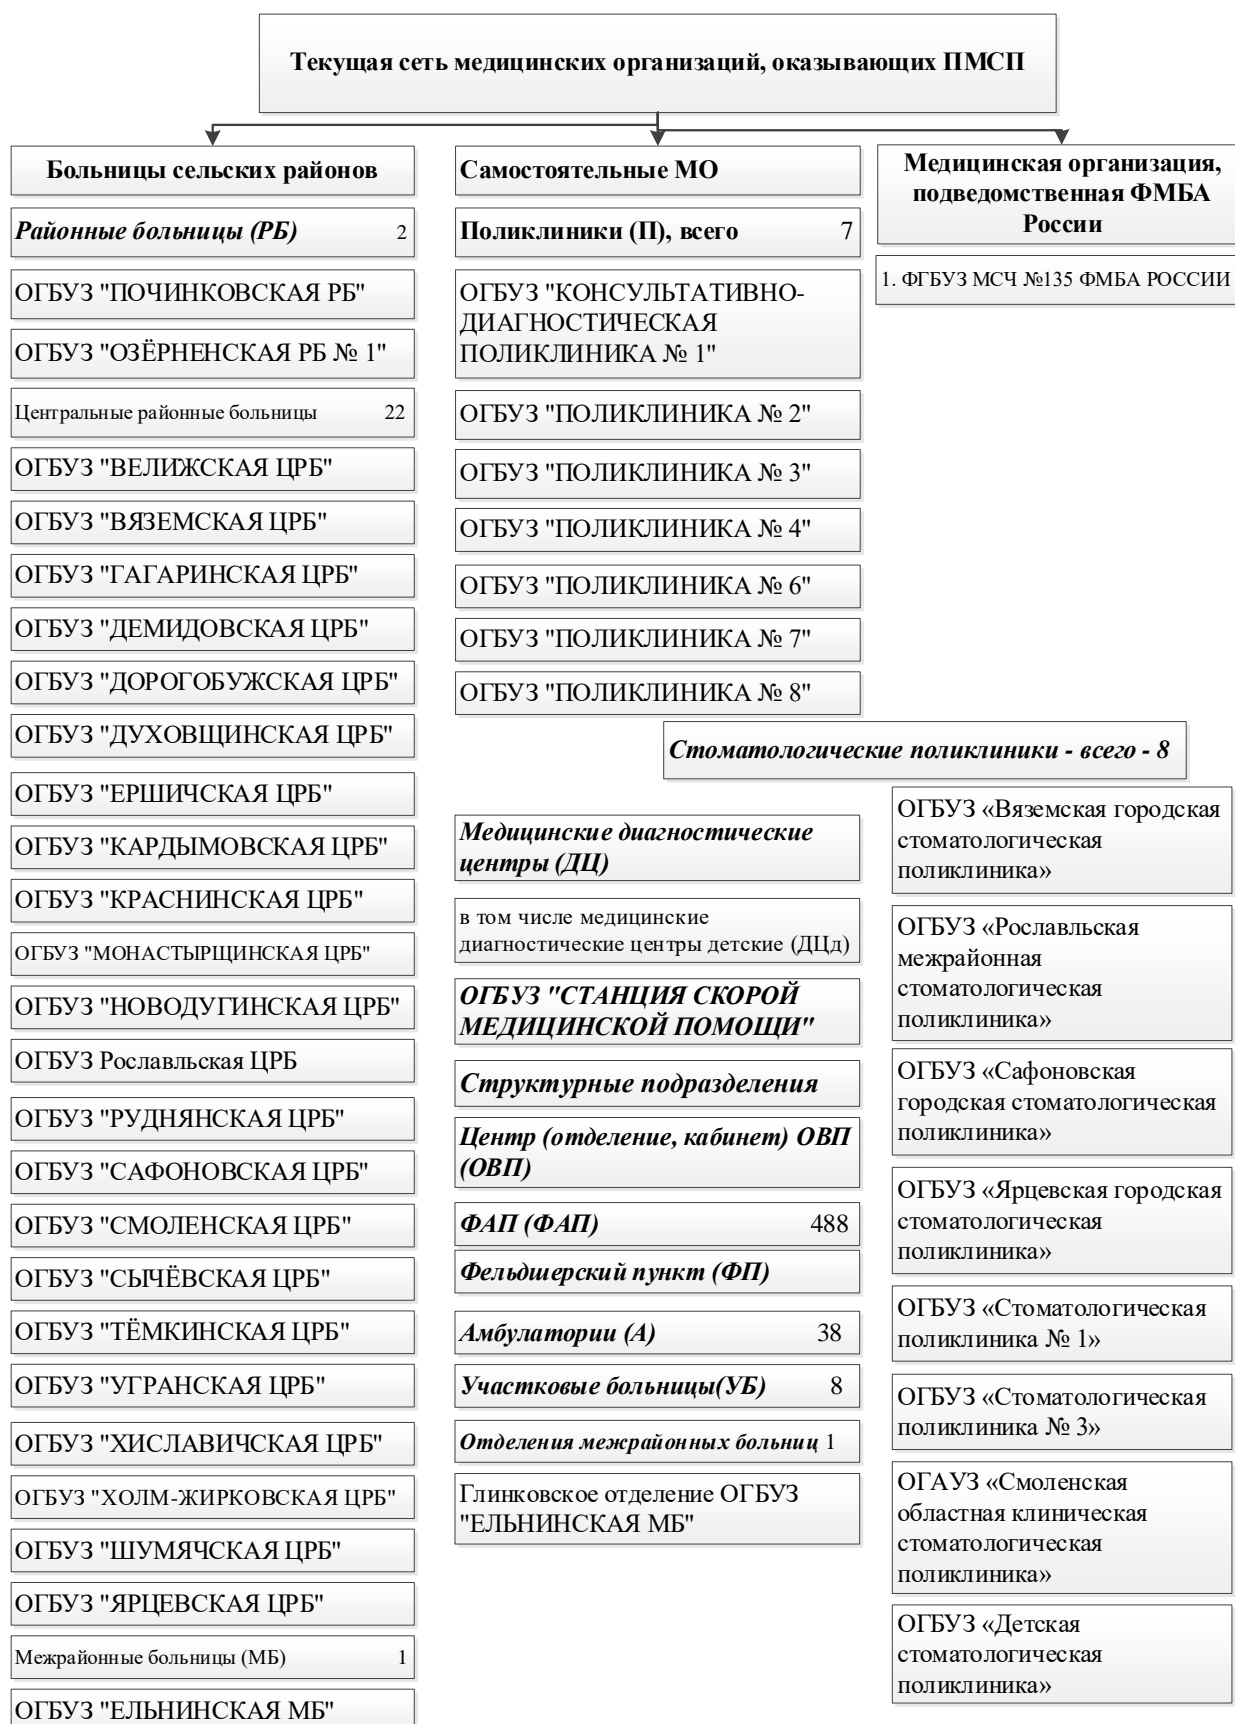 Текущая сеть медицинских организаций, оказывающих ПМСП
Больницы сельских районов
Районные больницы (РБ) 2
ОГБУЗ "ПОЧИНКОВСКАЯ РБ"
ОГБУЗ "ОЗЁРНЕНСКАЯ РБ № 1"
Центральные районные больницы 22
ОГБУЗ "ВЕЛИЖСКАЯ ЦРБ"
ОГБУЗ "ВЯЗЕМСКАЯ ЦРБ"
ОГБУЗ "ГАГАРИНСКАЯ ЦРБ"
ОГБУЗ "ДЕМИДОВСКАЯ ЦРБ"
ОГБУЗ "ДОРОГОБУЖСКАЯ ЦРБ"
ОГБУЗ "ДУХОВЩИНСКАЯ ЦРБ"
ОГБУЗ "ЕРШИЧСКАЯ ЦРБ"
ОГБУЗ "КАРДЫМОВСКАЯ ЦРБ"
ОГБУЗ "КРАСНИНСКАЯ ЦРБ"
ОГБУЗ "МОНАСТЫРЩИНСКАЯ ЦРБ"
ОГБУЗ "НОВОДУГИНСКАЯ ЦРБ"
ОГБУЗ Рославльская ЦРБ
ОГБУЗ "РУДНЯНСКАЯ ЦРБ"
ОГБУЗ "САФОНОВСКАЯ ЦРБ"
ОГБУЗ "СМОЛЕНСКАЯ ЦРБ"
ОГБУЗ "СЫЧЁВСКАЯ ЦРБ"
ОГБУЗ "ТЁМКИНСКАЯ ЦРБ"
ОГБУЗ "УГРАНСКАЯ ЦРБ"
ОГБУЗ "ХИСЛАВИЧСКАЯ ЦРБ"
ОГБУЗ "ХОЛМ-ЖИРКОВСКАЯ ЦРБ"
ОГБУЗ "ШУМЯЧСКАЯ ЦРБ"
ОГБУЗ "ЯРЦЕВСКАЯ ЦРБ"
Межрайонные больницы (МБ) 1
ОГБУЗ "ЕЛЬНИНСКАЯ МБ"
Самостоятельные МО
Поликлиники (П), всего 7
ОГБУЗ "КОНСУЛЬТАТИВНО-
ДИАГНОСТИЧЕСКАЯ
ПОЛИКЛИНИКА № 1"
ОГБУЗ "ПОЛИКЛИНИКА № 2"
ОГБУЗ "ПОЛИКЛИНИКА № 3"
ОГБУЗ "ПОЛИКЛИНИКА № 4"
ОГБУЗ "ПОЛИКЛИНИКА № 6"
ОГБУЗ "ПОЛИКЛИНИКА № 7"
ОГБУЗ "ПОЛИКЛИНИКА № 8"
Медицинские диагностические
центры (ДЦ)
в том числе медицинские
диагностические центры детские (ДЦд)
ОГБУЗ "СТАНЦИЯ СКОРОЙ
МЕДИЦИНСКОЙ ПОМОЩИ"
Структурные подразделения
Центр (отделение, кабинет) ОВП
(ОВП)
ФАП (ФАП) 488
Фельдшерский пункт (ФП)
Амбулатории (А) 38
Участковые больницы(УБ) 8
Отделения межрайонных больниц 1
Глинковское отделение ОГБУЗ
"ЕЛЬНИНСКАЯ МБ"
Медицинская организация,
подведомственная ФМБА
России
1. ФГБУЗ МСЧ №135 ФМБА РОССИИ
Стоматологические поликлиники - всего - 8
ОГБУЗ «Вяземская городская
стоматологическая
поликлиника»
ОГБУЗ «Рославльская
межрайонная
стоматологическая
поликлиника»
ОГБУЗ «Сафоновская
городская стоматологическая
поликлиника»
ОГБУЗ «Ярцевская городская
стоматологическая
поликлиника»
ОГБУЗ «Стоматологическая
поликлиника № 1»
ОГБУЗ «Стоматологическая
поликлиника № 3»
ОГАУЗ «Смоленская
областная клиническая
стоматологическая
поликлиника»
ОГБУЗ «Детская
стоматологическая
поликлиника»